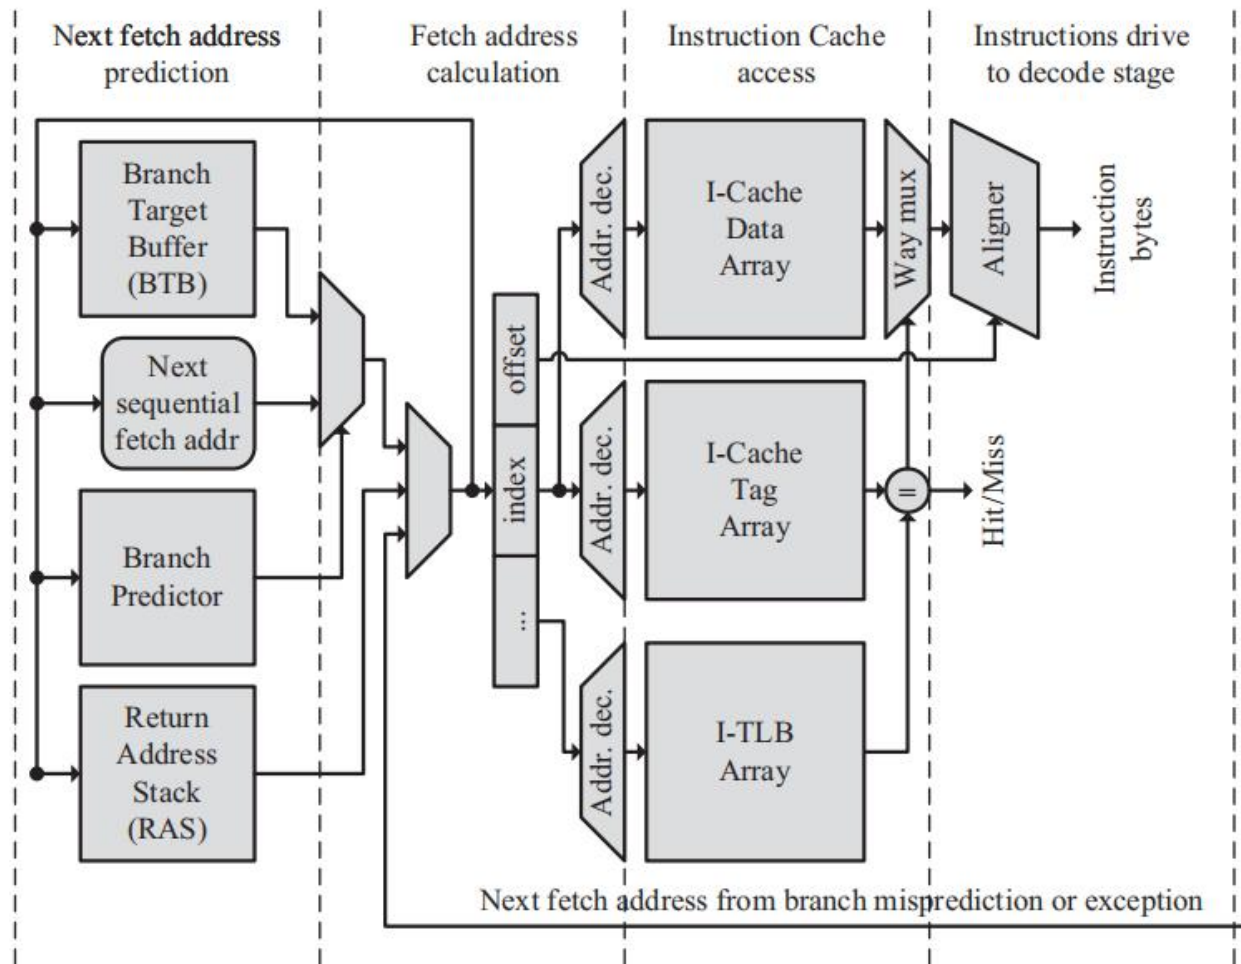 Next fetch address
prediction
Fetch address
calculation
Instruction Cache
access
Instructions drive
to decode stage
Branch
Target
Buffer
(BTB)
Next
sequential
fetch addr
Branch
Predictor
Return
Address
Stack
(RAS)
offset
index
...
Addr. dec.
I-Cache
Data
Array
Way mux
Aligner
Instruction
bytes
Addr. dec.
I-Cache
Tag
Array
=
Hit/Miss
Addr. dec.
I-TLB
Array
Next fetch address from branch misprediction or exception